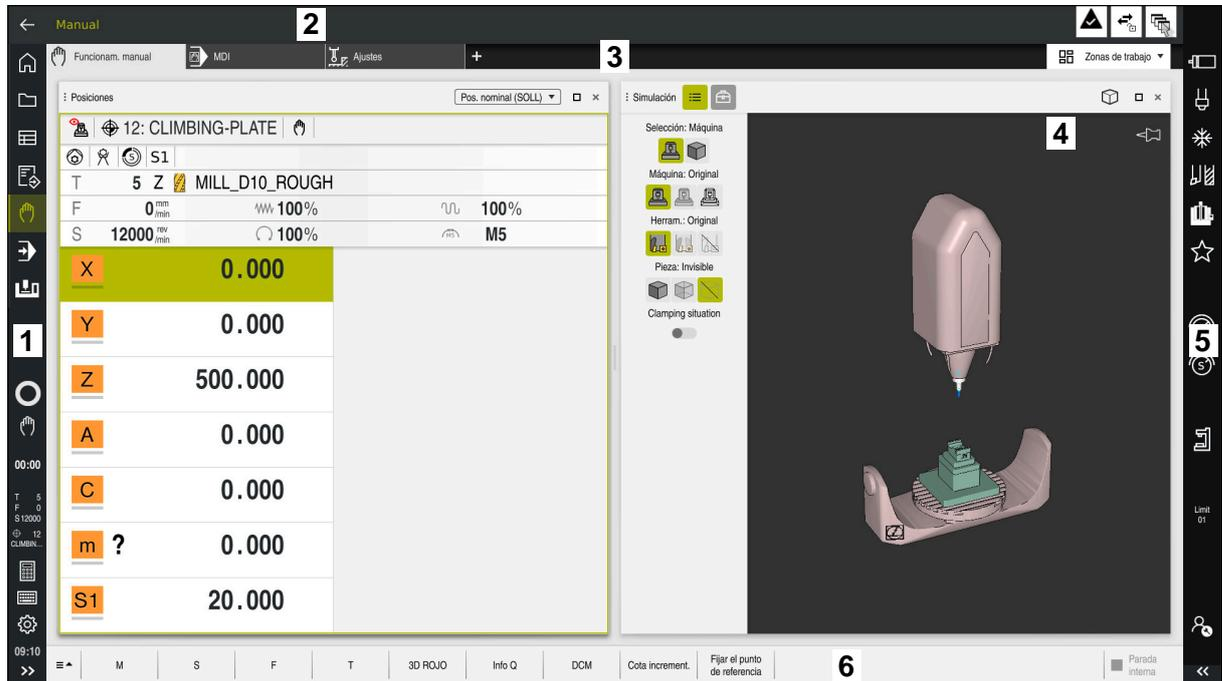 Manual
2
Funcionam. manual
MDI
Ajustes
+
3
Zonas de trabajo
Posiciones
Pos. nominal (SOLL)
12: CLIMBING-PLATE
S1
T 5 Z MILL_D10_ROUGH
F 0 mm/min 100% 100%
S 12000 rev/min 100% M5
X 0.000
Y 0.000
Z 500.000
A 0.000
C 0.000
m ? 0.000
S1 20.000
Simulación
Selección: Máquina
Máquina: Original
Herram.: Original
Pieza: Invisible
Clamping situation
4
1
00:00
T 5
F 0
S 12000
12
CLIMBIN...
09:10
5
S
Limit
01
M
S
F
T
3D ROJO
Info Q
DCM
Cota increment.
Fijar el punto
de referencia
6
Parada
interna